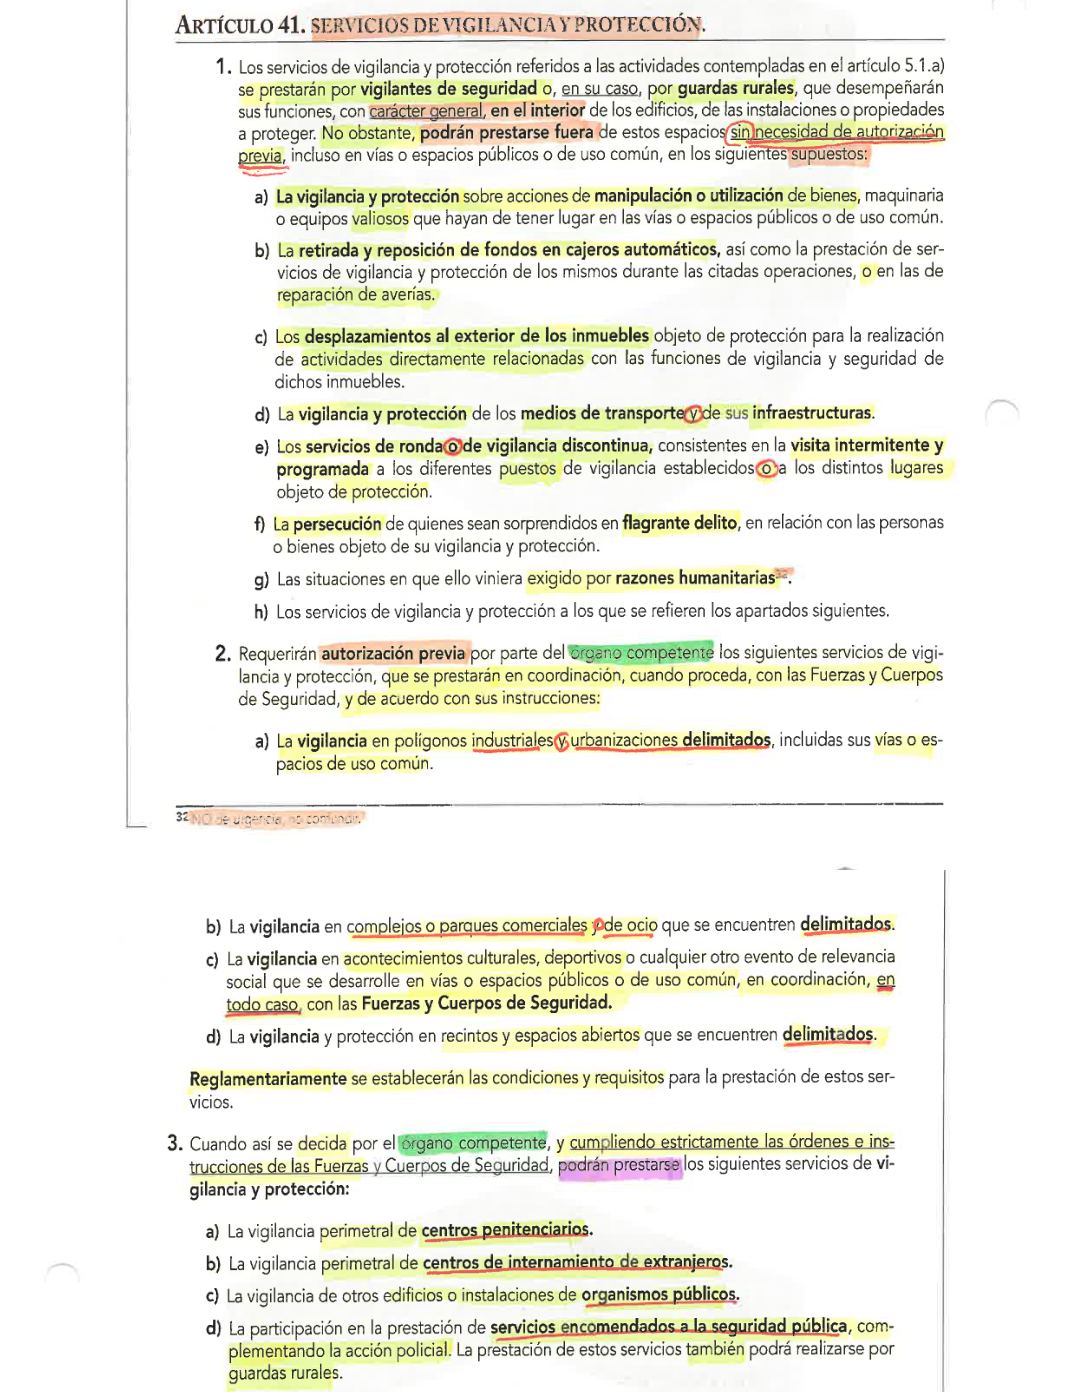 ARTÍCULO 41. SERVICIOS DE VIGILANCIA Y PROTECCIÓN.
1. Los servicios de vigilancia y protección referidos a las actividades contempladas en el artículo 5.1.a)
se prestarán por vigilantes de seguridad o, en su caso, por guardas rurales, que desempeñarán
sus funciones, con carácter general, en el interior de los edificios, de las instalaciones o propiedades
a proteger. No obstante, podrán prestarse fuera de estos espacios sin necesidad de autorización
previa, incluso en vías o espacios públicos o de uso común, en los siguientes supuestos:
a) La vigilancia y protección sobre acciones de manipulación o utilización de bienes, maquinaria
o equipos valiosos que hayan de tener lugar en las vías o espacios públicos o de uso común.
b) La retirada y reposición de fondos en cajeros automáticos, así como la prestación de ser-
vicios de vigilancia y protección de los mismos durante las citadas operaciones, o en las de
reparación de averías.
c) Los desplazamientos al exterior de los inmuebles objeto de protección para la realización
de actividades directamente relacionadas con las funciones de vigilancia y seguridad de
dichos inmuebles.
d) La vigilancia y protección de los medios de transporte y de sus infraestructuras.
e) Los servicios de ronda o de vigilancia discontinua, consistentes en la visita intermitente y
programada a los diferentes puestos de vigilancia establecidos o a los distintos lugares
objeto de protección.
f) La persecución de quienes sean sorprendidos en flagrante delito, en relación con las personas
o bienes objeto de su vigilancia y protección.
g) Las situaciones en que ello viniera exigido por razones humanitarias32.
h) Los servicios de vigilancia y protección a los que se refieren los apartados siguientes.
2. Requerirán autorización previa por parte del órgano competente los siguientes servicios de vigi-
lancia y protección, que se prestarán en coordinación, cuando proceda, con las Fuerzas y Cuerpos
de Seguridad, y de acuerdo con sus instrucciones:
a) La vigilancia en polígonos industriales y urbanizaciones delimitados, incluidas sus vías o es-
pacios de uso común.
32 NO de urgencia, no confundir.
b) La vigilancia en complejos o parques comerciales y de ocio que se encuentren delimitados.
c) La vigilancia en acontecimientos culturales, deportivos o cualquier otro evento de relevancia
social que se desarrolle en vías o espacios públicos o de uso común, en coordinación, en
todo caso, con las Fuerzas y Cuerpos de Seguridad.
d) La vigilancia y protección en recintos y espacios abiertos que se encuentren delimitados.
Reglamentariamente se establecerán las condiciones y requisitos para la prestación de estos ser-
vicios.
3. Cuando así se decida por el órgano competente, y cumpliendo estrictamente las órdenes e ins-
trucciones de las Fuerzas y Cuerpos de Seguridad, podrán prestarse los siguientes servicios de vi-
gilancia y protección:
a) La vigilancia perimetral de centros penitenciarios.
b) La vigilancia perimetral de centros de internamiento de extranjeros.
c) La vigilancia de otros edificios o instalaciones de organismos públicos.
d) La participación en la prestación de servicios encomendados a la seguridad pública, com-
plementando la acción policial. La prestación de estos servicios también podrá realizarse por
guardas rurales.